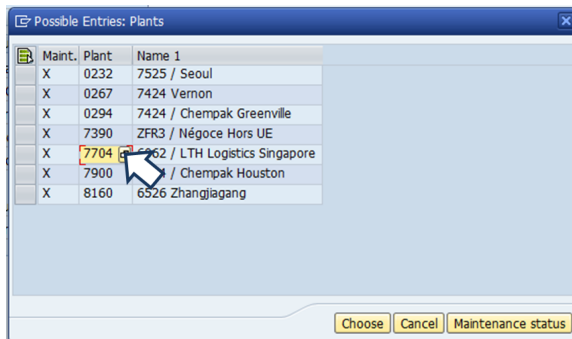 Possible Entries: Plants
Maint. Plant Name 1
X 0232 7525 / Seoul
X 0267 7424 Vernon
X 0294 7424 / Chempak Greenville
X 7390 ZFR3 / Négoce Hors UE
X 7704 / LTH Logistics Singapore
X 7900 / Chempak Houston
X 8160 6526 Zhangjiagang
Choose Cancel Maintenance status